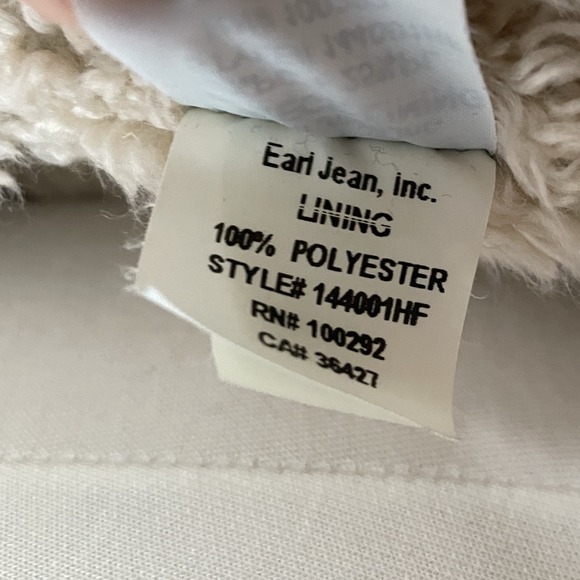 Earl Jean, Inc.
LINING
100% POLYESTER
STYLE# 144001HF
RN# 100292
CA# 36427